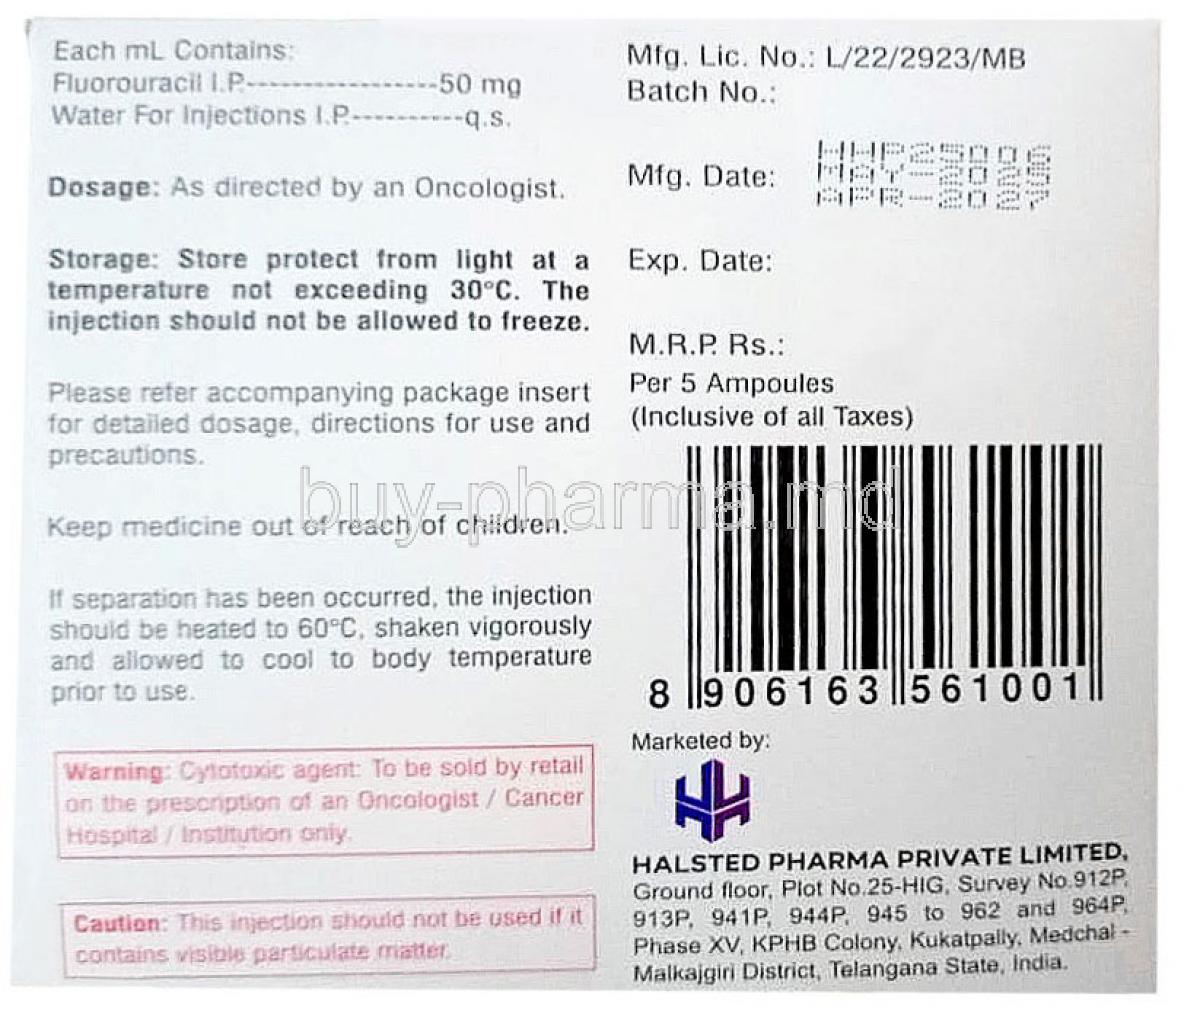 Each mL Contains:
Fluorouracil I.P.-----------------50 mg
Water For Injections I.P.----------q.s.
Dosage: As directed by an Oncologist.
Storage: Store protect from light at a
temperature not exceeding 30°C. The
injection should not be allowed to freeze.
Please refer accompanying package insert
for detailed dosage, directions for use and
precautions.
Keep medicine out of reach of children.
If separation has been occurred, the injection
should be heated to 60°C, shaken vigorously
and allowed to cool to body temperature
prior to use.
Warning: Cytotoxic agent: To be sold by retail
on the prescription of an Oncologist / Cancer
Hospital / Institution only.
Caution: This injection should not be used if it
contains visible particulate matter.
Mfg. Lic. No.: L/22/2923/MB
Batch No.:
HHP25006
Mfg. Date: MAY-2025
APR-2027
Exp. Date:
M.R.P. Rs.:
Per 5 Ampoules
(Inclusive of all Taxes)
buy-pharma.md
8 906163 561001
Marketed by:
HALSTED PHARMA PRIVATE LIMITED,
Ground floor, Plot No.25-HIG, Survey No.912P,
913P, 941P, 944P, 945 to 962 and 964P,
Phase XV, KPHB Colony, Kukatpally, Medchal -
Malkajgiri District, Telangana State, India.